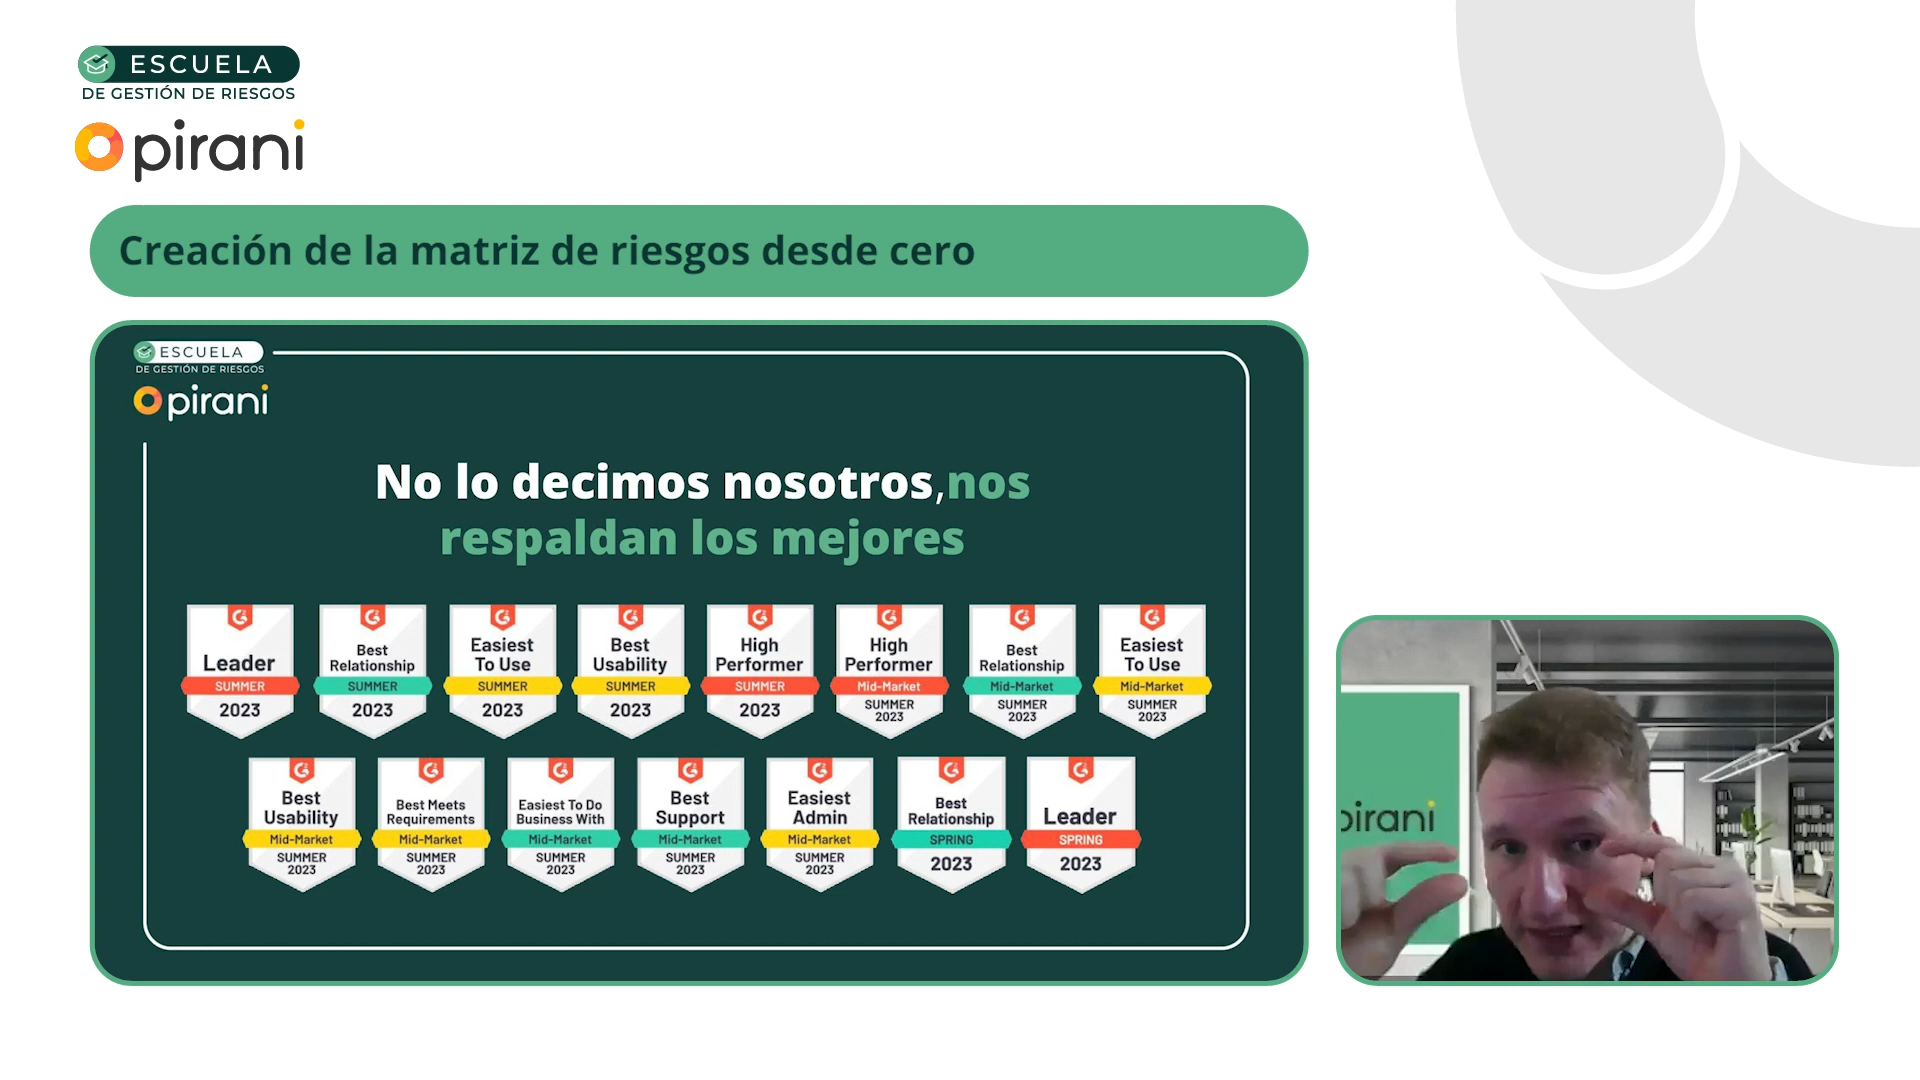 ESCUELA
DE GESTIÓN DE RIESGOS
pirani
Creación de la matriz de riesgos desde cero
ESCUELA
DE GESTIÓN DE RIESGOS
pirani
No lo decimos nosotros,nos
respaldan los mejores
Leader
SUMMER
2023
Best
Relationship
SUMMER
2023
Easiest
To Use
SUMMER
2023
Best
Usability
SUMMER
2023
High
Performer
SUMMER
2023
High
Performer
Mid-Market
SUMMER
2023
Best
Relationship
Mid-Market
SUMMER
2023
Easiest
To Use
Mid-Market
SUMMER
2023
Best
Usability
Mid-Market
SUMMER
2023
Best Meets
Requirements
Mid-Market
SUMMER
2023
Easiest To Do
Business With
Mid-Market
SUMMER
2023
Best
Support
Mid-Market
SUMMER
2023
Easiest
Admin
Mid-Market
SUMMER
2023
Best
Relationship
SPRING
2023
Leader
SPRING
2023
pirani